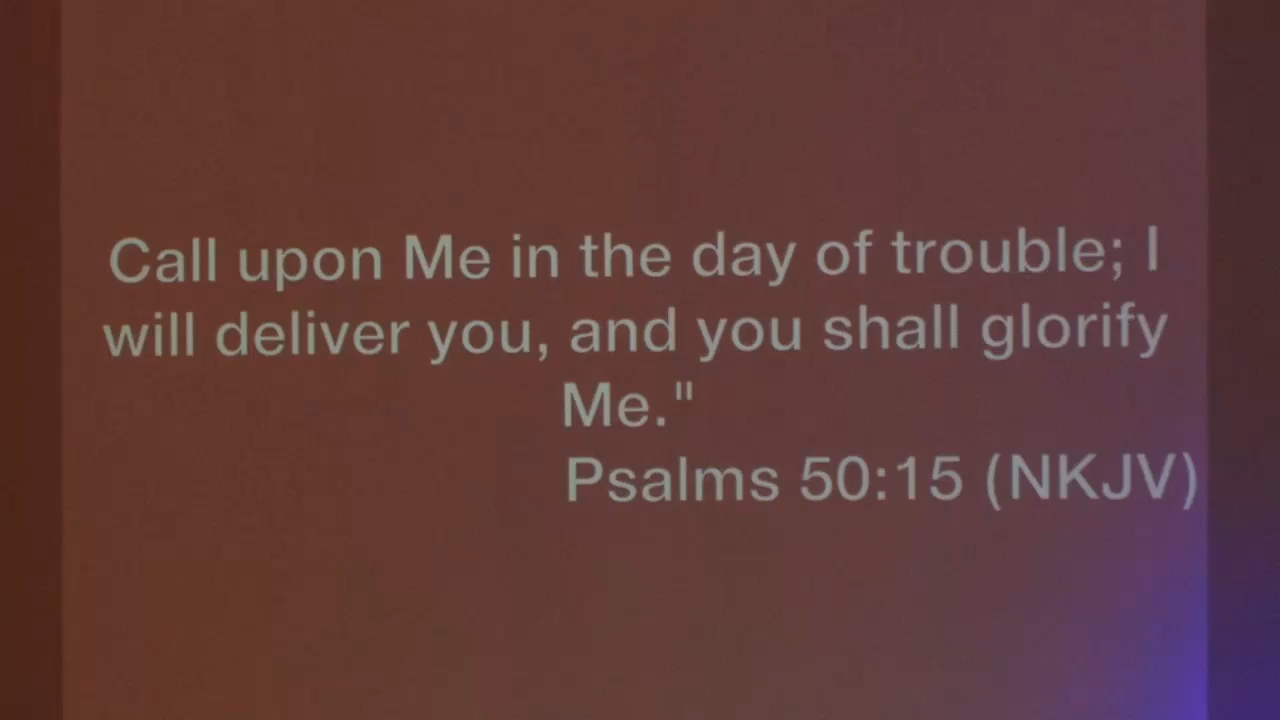 Call upon Me in the day of trouble; I
will deliver you, and you shall glorify
Me."
Psalms 50:15 (NKJV)